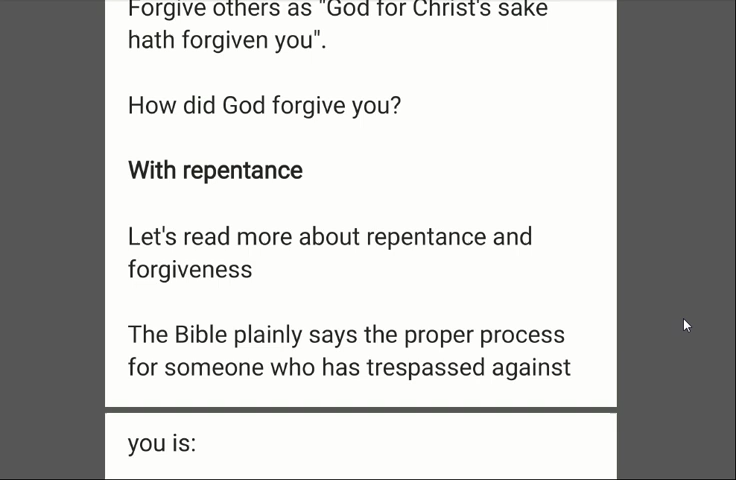 Forgive others as "God for Christ's sake
hath forgiven you".
How did God forgive you?
With repentance
Let's read more about repentance and
forgiveness
The Bible plainly says the proper process
for someone who has trespassed against
you is: